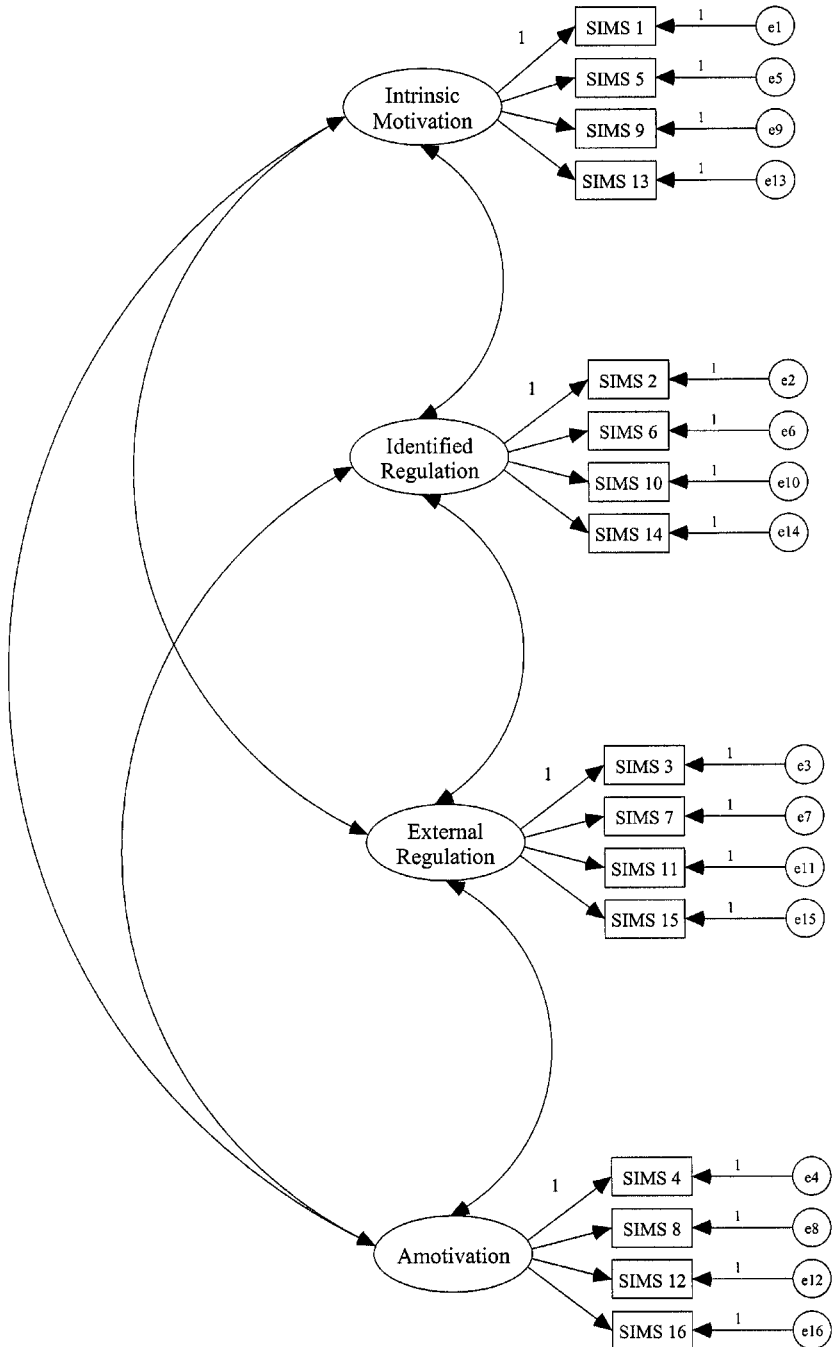 1
SIMS 1
1
e1
Intrinsic
Motivation
SIMS 5
1
e5
SIMS 9
1
e9
SIMS 13
1
e13
1
SIMS 2
1
e2
Identified
Regulation
SIMS 6
1
e6
SIMS 10
1
e10
SIMS 14
1
e14
1
SIMS 3
1
e3
External
Regulation
SIMS 7
1
e7
SIMS 11
1
e11
SIMS 15
1
e15
1
SIMS 4
1
e4
Amotivation
SIMS 8
1
e8
SIMS 12
1
e12
SIMS 16
1
e16